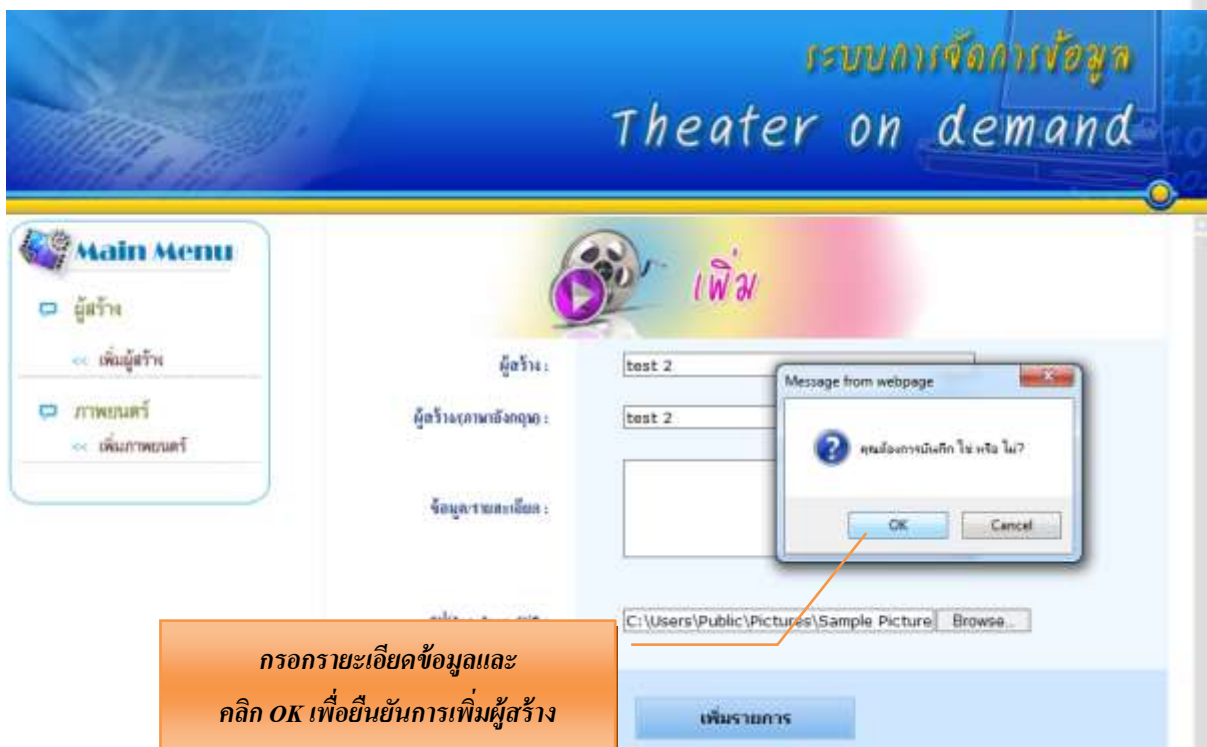 ระบบการจัดการข้อมูล
Theater on demand
Main Menu
ผู้สร้าง
<< เพิ่มผู้สร้าง
ภาพยนตร์
<< เพิ่มภาพยนตร์
เพิ่ม
ผู้สร้าง :
test 2
ผู้สร้าง(ภาษาอังกฤษ) :
test 2
ข้อมูล/รายละเอียด :
Message from webpage
คุณต้องการบันทึก ใช่ หรือ ไม่?
OK
Cancel
C:\Users\Public\Pictures\Sample Picture
Browse...
กรอกรายะเอียดข้อมูลและ
คลิก OK เพื่อยืนยันการเพิ่มผู้สร้าง
เพิ่มรายการ